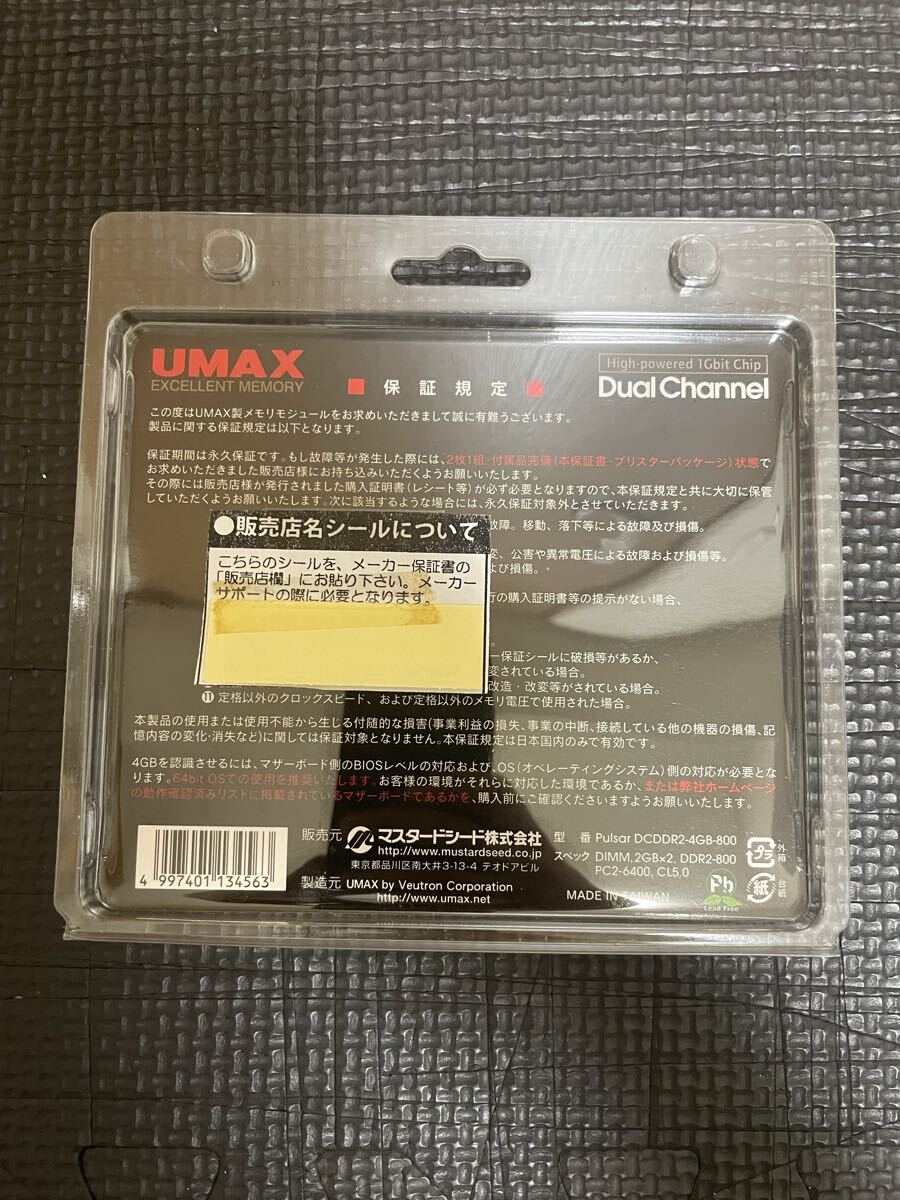 UMAX
EXCELLENT MEMORY
High-powered 1Gbit Chip
Dual Channel
■ 保証規定 ■
この度はUMAX製メモリモジュールをお求めいただきまして誠に有難うございます。
製品に関する保証規定は以下となります。
保証期間は永久保証です。もし故障等が発生した際には、2枚1組・付属品完備(本保証書・ブリスターパッケージ)状態で
お求めいただきました販売店様にお持ち込みいただくようお願いいたします。
その際には販売店様が発行されました購入証明書(レシート等)が必ず必要となりますので、本保証規定と共に大切に保管
していただくようお願いいたします。次に該当するような場合には、永久保証対象外とさせていただきます。
故障。移動、落下等による故障及び損傷。
変、公害や異常電圧による故障および損傷等。
よび損傷。
行の購入証明書等の提示がない場合、
ー保証シールに破損等があるか、
変されている場合。
改造・改変等がされている場合。
⑪ 定格以外のクロックスピード、および定格以外のメモリ電圧で使用された場合。
●販売店名シールについて
こちらのシールを、メーカー保証書の
「販売店欄」にお貼り下さい。メーカー
サポートの際に必要となります。
本製品の使用または使用不能から生じる付随的な損害(事業利益の損失、事業の中断、接続している他の機器の損傷、記
憶内容の変化・消失など)に関しては保証対象となりません。本保証規定は日本国内のみで有効です。
4GBを認識させるには、マザーボード側のBIOSレベルの対応および、OS(オペレーティングシステム)側の対応が必要とな
ります。64bit OSでの使用を推奨いたします。お客様の環境がそれらに対応した環境であるか、または弊社ホームページ
の動作確認済みリストに掲載されているマザーボードであるかを、購入前にご確認くださいますようお願いいたします。
4 997401 134563
販売元 マスタードシード株式会社
http://www.mustardseed.co.jp
東京都品川区南大井3-13-4 テオドアビル
製造元 UMAX by Veutron Corporation
http://www.umax.net
型 番 Pulsar DCDDR2-4GB-800
スペック DIMM, 2GB×2, DDR2-800
PC2-6400, CL5.0
MADE IN TAIWAN
Pb
Lead Free
プラ
外箱
紙
台紙